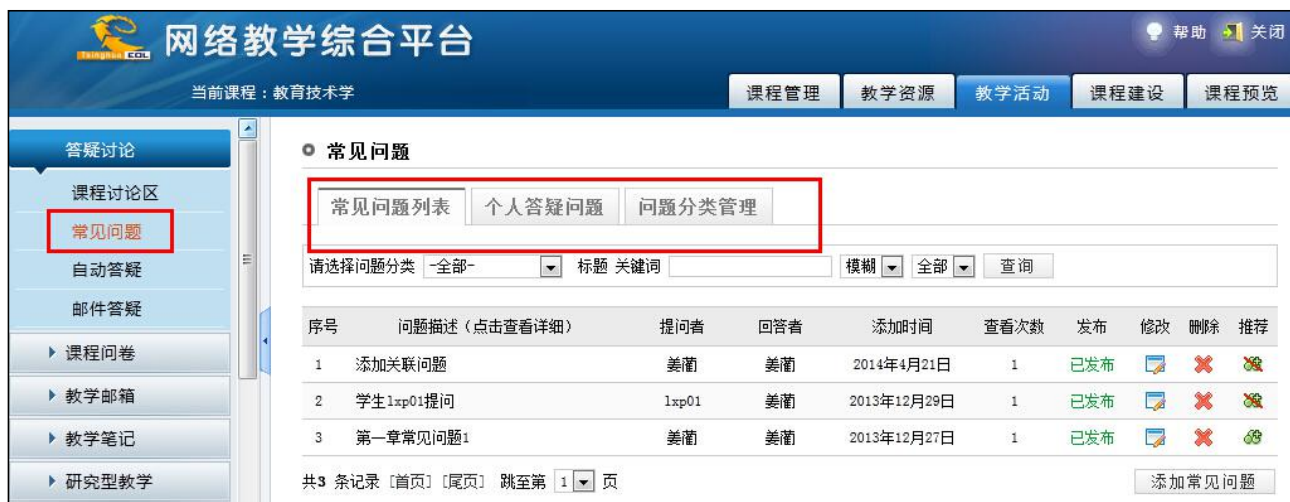 网络教学综合平台
Tsinghua COL
帮助 关闭
当前课程：教育技术学
课程管理 教学资源 教学活动 课程建设 课程预览
答疑讨论
课程讨论区
常见问题
自动答疑
邮件答疑
课程问卷
教学邮箱
教学笔记
研究型教学
常见问题
常见问题列表 个人答疑问题 问题分类管理
请选择问题分类 -全部- 标题 关键词 模糊 全部 查询
序号 问题描述（点击查看详细） 提问者 回答者 添加时间 查看次数 发布 修改 删除 推荐
1 添加关联问题 姜蔺 姜蔺 2014年4月21日 1 已发布
2 学生lxp01提问 lxp01 姜蔺 2013年12月29日 1 已发布
3 第一章常见问题1 姜蔺 姜蔺 2013年12月27日 1 已发布
共3 条记录 [首页] [尾页] 跳至第 1 页
添加常见问题